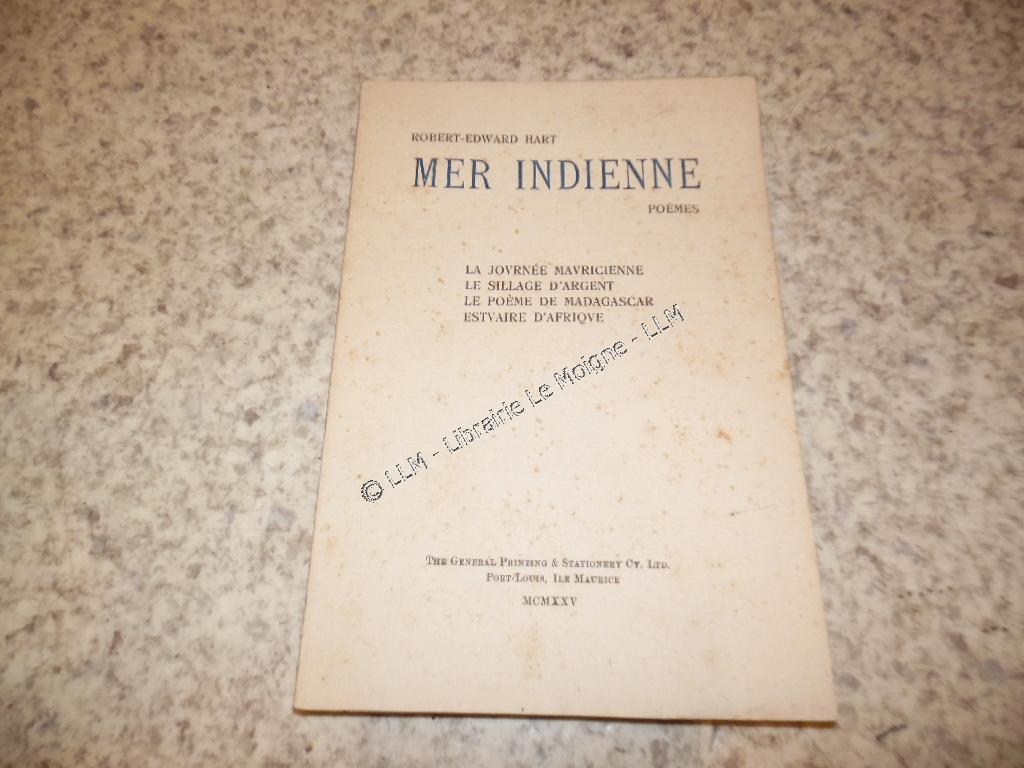 ROBERT-EDWARD HART
MER INDIENNE
POÈMES
LA JOVRNÉE MAVRICIENNE
LE SILLAGE D'ARGENT
LE POÈME DE MADAGASCAR
ESTVAIRE D'AFRIQVE
© LLM - Librairie Le Moigne - LLM
THE GENERAL PRINTING & STATIONERY CY. LTD.
PORT-LOUIS, ILE MAURICE
MCMXXV